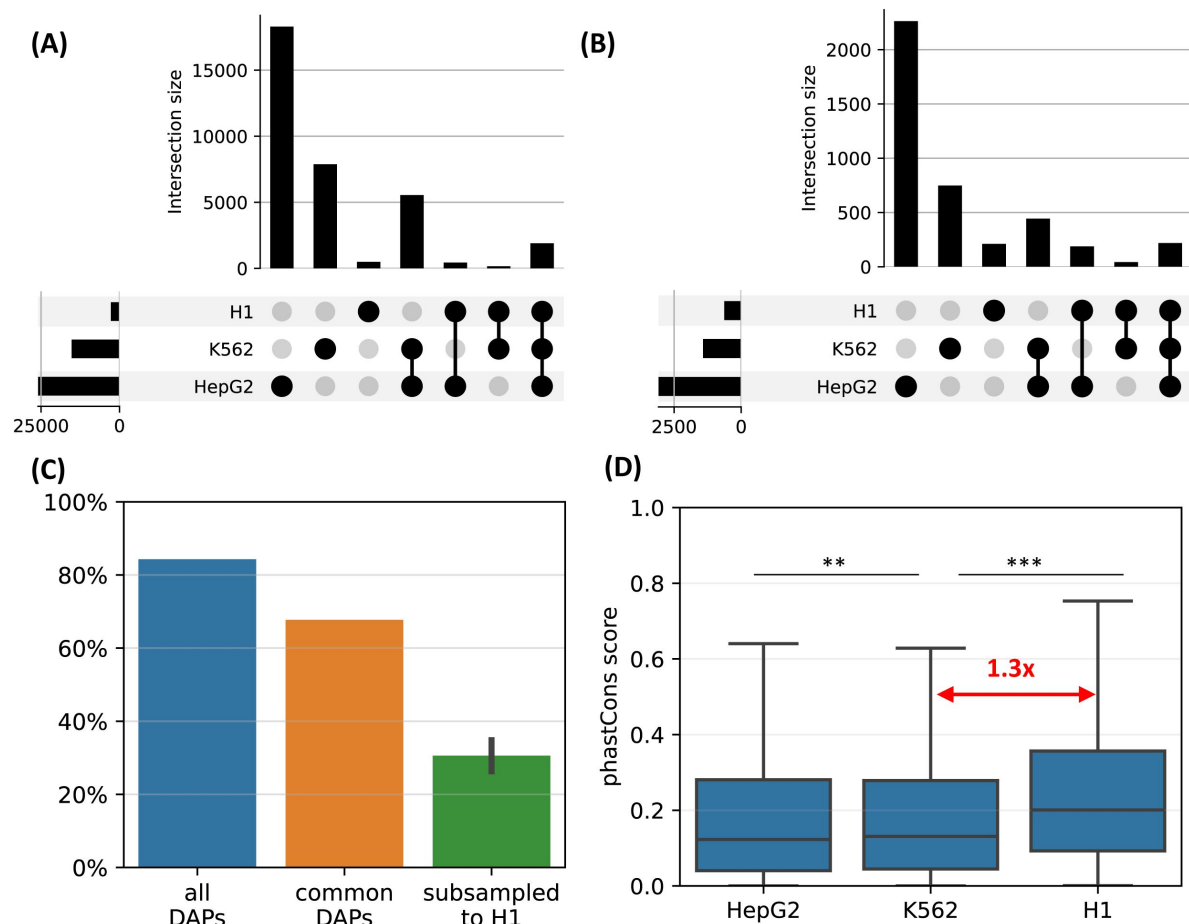 (A)
Intersection size
15000
10000
5000
0
H1
K562
HepG2
25000 0
(B)
Intersection size
2000
1500
1000
500
0
H1
K562
HepG2
2500 0
(C)
100%
80%
60%
40%
20%
0%
all
DAPs
common
DAPs
subsampled
to H1
(D)
phastCons score
1.0
0.8
0.6
0.4
0.2
0.0
**
***
1.3x
HepG2 K562 H1